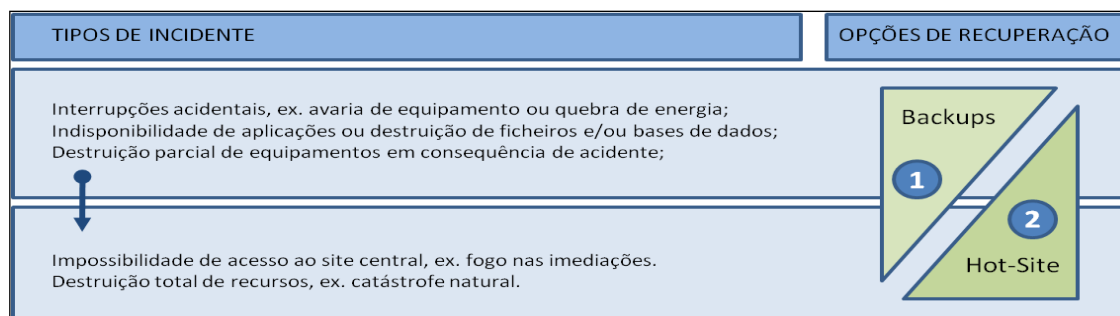 TIPOS DE INCIDENTE
OPÇÕES DE RECUPERAÇÃO
Interrupções acidentais, ex. avaria de equipamento ou quebra de energia;
Indisponibilidade de aplicações ou destruição de ficheiros e/ou bases de dados;
Destruição parcial de equipamentos em consequência de acidente;
Backups
1
2
Hot-Site
Impossibilidade de acesso ao site central, ex. fogo nas imediações.
Destruição total de recursos, ex. catástrofe natural.